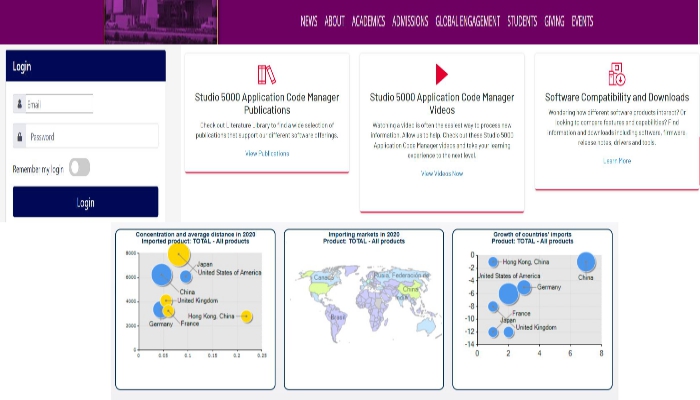 NEWS ABOUT ACADEMICS ADMISSIONS GLOBAL ENGAGEMENT STUDENTS GIVING EVENTS
Login
Email
Password
Remember my login
Login
Studio 5000 Application Code Manager
Publications
Check out Literature Library to find a wide selection of
publications that support our different software offerings.
View Publications
Studio 5000 Application Code Manager
Videos
Watching a video is often the easiest way to process new
information. Allow us to help. Check out these Studio 5000
Application Code Manager videos and take your learning
experience to the next level.
View Videos Now
Software Compatibility and Downloads
Wondering how different software products interact? Or
looking to compare features and capabilities? Find
information and downloads including software, firmware,
release notes, drivers and tools.
Learn More
Concentration and average distance in 2020
Imported product: TOTAL - All products
8000
6000
4000
2000
0
0
0.05
0.1
0.15
0.2
0.25
Japan
United States of America
China
United Kingdom
Hong Kong, China
Germany
France
Importing markets in 2020
Product: TOTAL - All products
Canada
Russia, Federación de
China
India
Brasil
Growth of countries' imports
Product: TOTAL - All products
0
-2
-4
-6
-8
-10
-12
-14
0
2
4
6
8
Hong Kong, China
China
United States of America
Germany
France
Japan
United Kingdom